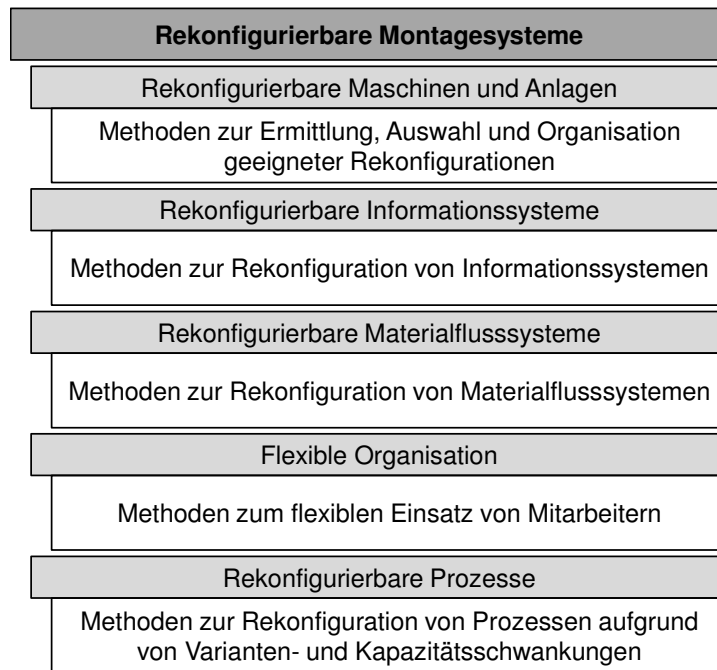 Rekonfigurierbare Montagesysteme
Rekonfigurierbare Maschinen und Anlagen
Methoden zur Ermittlung, Auswahl und Organisation
geeigneter Rekonfigurationen
Rekonfigurierbare Informationssysteme
Methoden zur Rekonfiguration von Informationssystemen
Rekonfigurierbare Materialflusssysteme
Methoden zur Rekonfiguration von Materialflusssystemen
Flexible Organisation
Methoden zum flexiblen Einsatz von Mitarbeitern
Rekonfigurierbare Prozesse
Methoden zur Rekonfiguration von Prozessen aufgrund
von Varianten- und Kapazitätsschwankungen